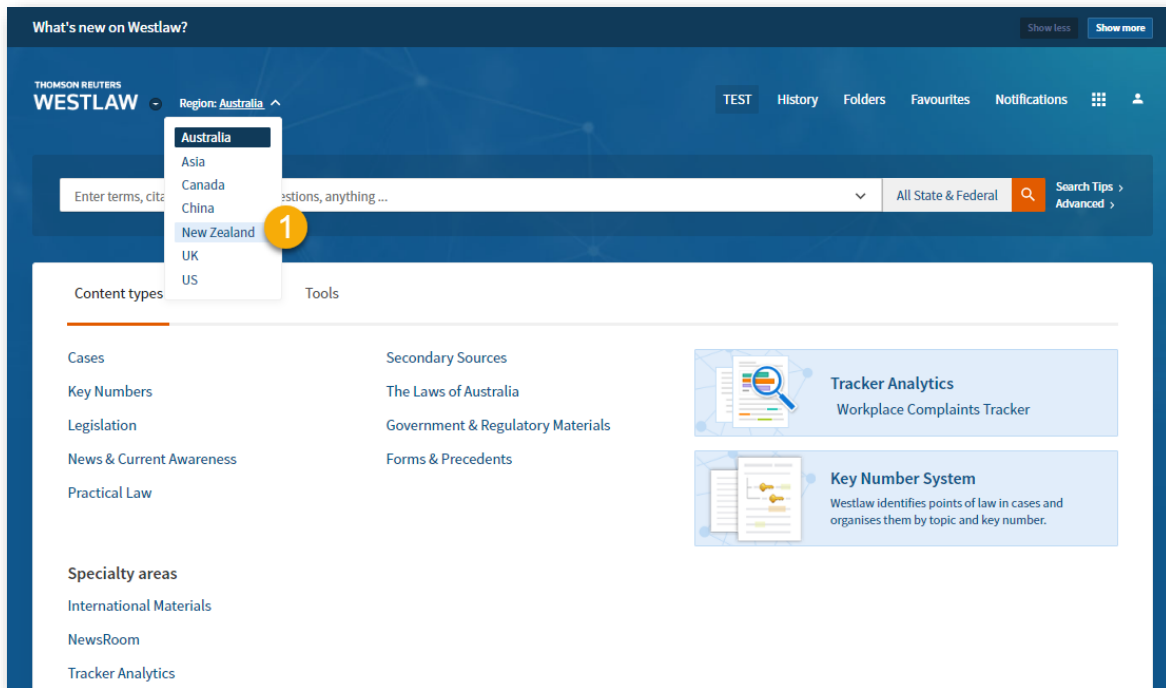 What's new on Westlaw?
Show less
Show more
THOMSON REUTERS
WESTLAW
Region: Australia
TEST
History
Folders
Favourites
Notifications
Australia
Asia
Canada
China
New Zealand
UK
US
1
Enter terms,
anything ...
All State & Federal
Search Tips
Advanced
Content types
Tools
Cases
Key Numbers
Legislation
News & Current Awareness
Practical Law
Secondary Sources
The Laws of Australia
Government & Regulatory Materials
Forms & Precedents
Tracker Analytics
Workplace Complaints Tracker
Key Number System
Westlaw identifies points of law in cases and
organises them by topic and key number.
Specialty areas
International Materials
NewsRoom
Tracker Analytics